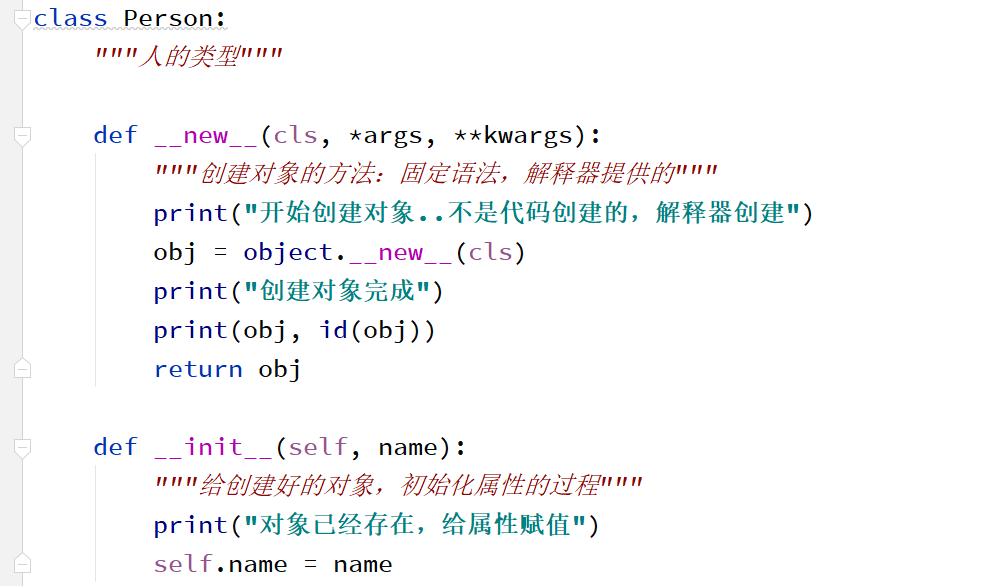 class Person:
    """人的类型"""
    def __new__(cls, *args, **kwargs):
        """创建对象的方法：固定语法，解释器提供的"""
        print("开始创建对象..不是代码创建的，解释器创建")
        obj = object.__new__(cls)
        print("创建对象完成")
        print(obj, id(obj))
        return obj
    def __init__(self, name):
        """给创建好的对象，初始化属性的过程"""
        print("对象已经存在，给属性赋值")
        self.name = name